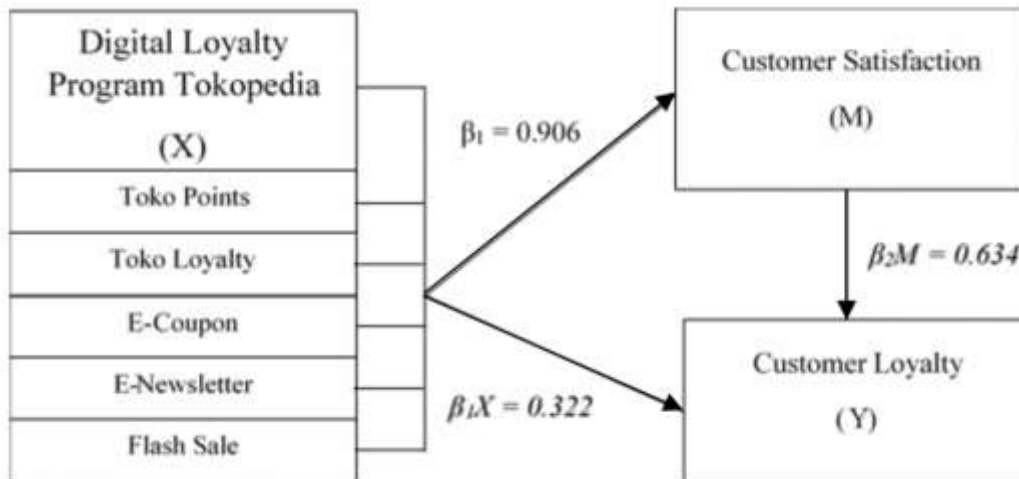 Digital Loyalty
Program Tokopedia
(X)
Toko Points
Toko Loyalty
E-Coupon
E-Newsletter
Flash Sale
β₁ = 0.906
β₁X = 0.322
Customer Satisfaction
(M)
β₂M = 0.634
Customer Loyalty
(Y)